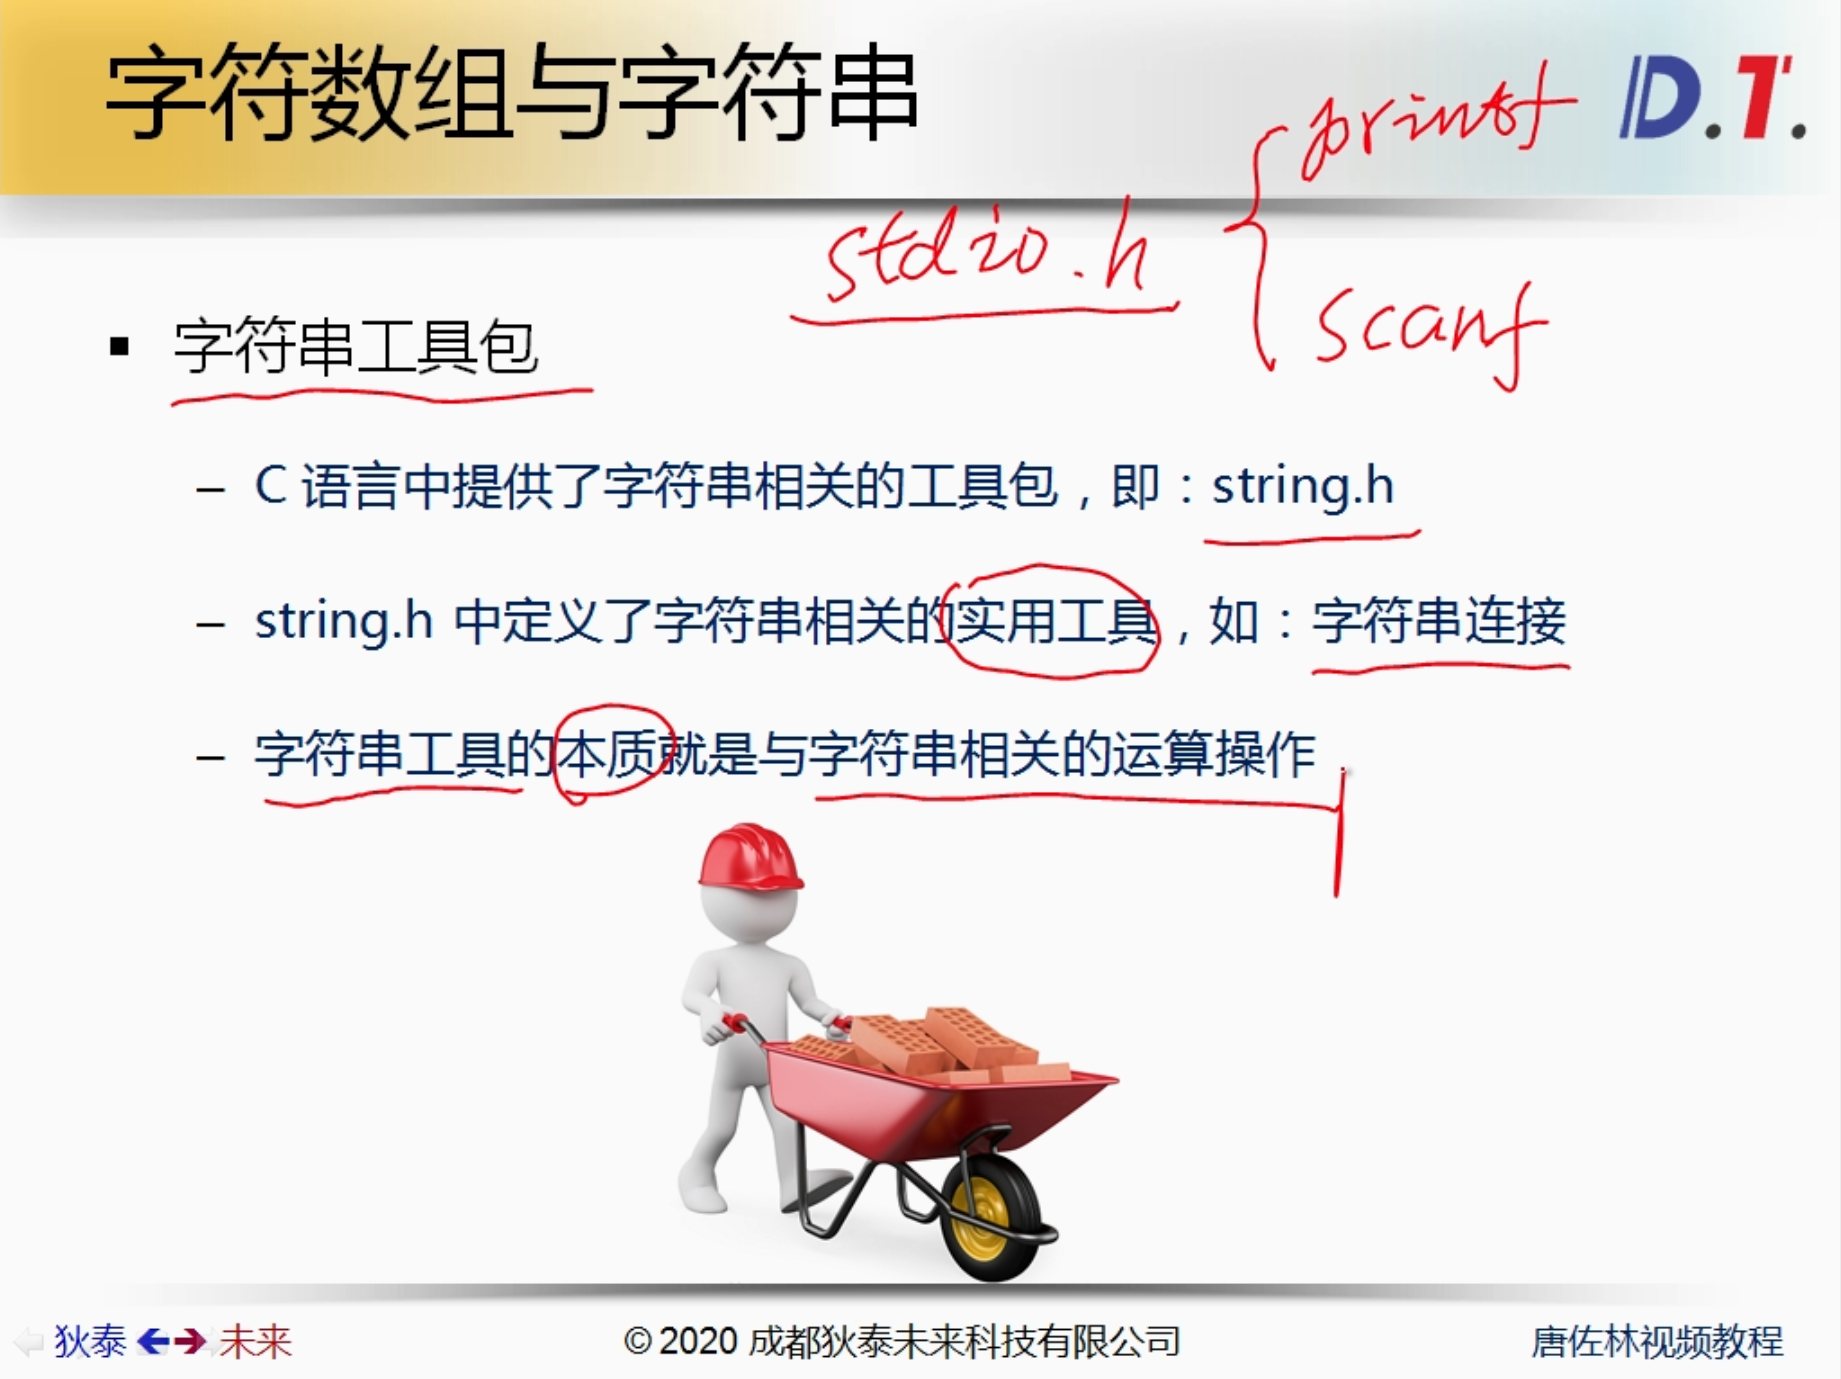 字符数组与字符串
printf
D.T.
stdio.h
scanf
▪ 字符串工具包
– C 语言中提供了字符串相关的工具包，即：string.h
– string.h 中定义了字符串相关的实用工具，如：字符串连接
– 字符串工具的本质就是与字符串相关的运算操作
狄泰 未来
© 2020 成都狄泰未来科技有限公司
唐佐林视频教程